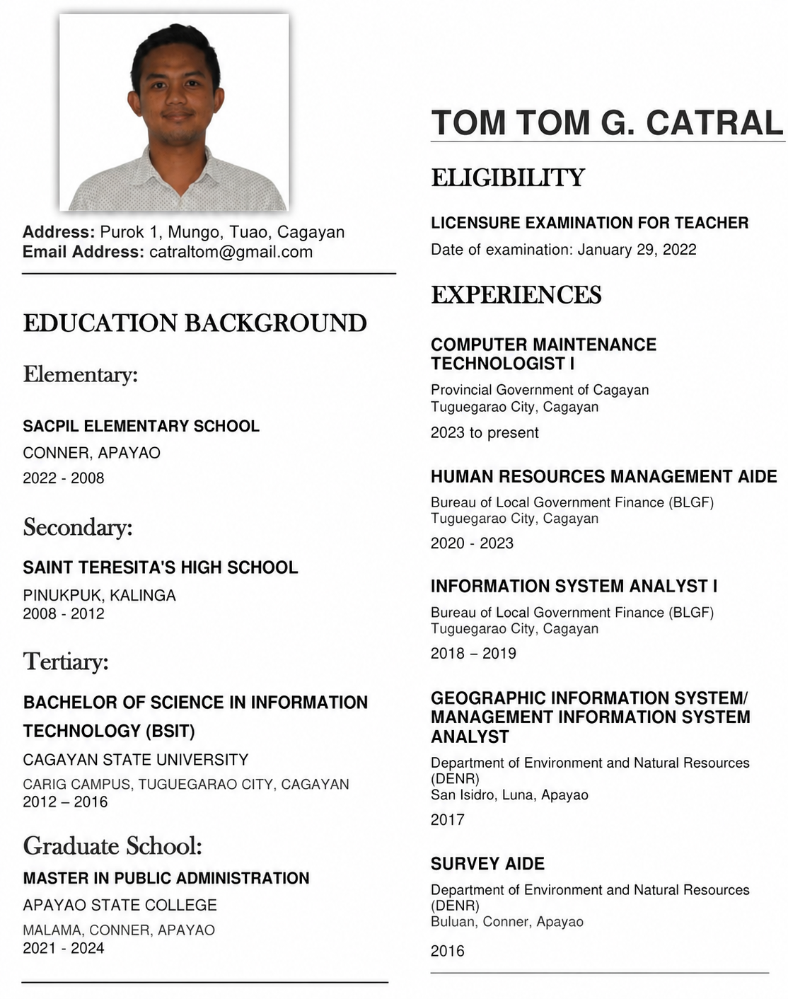 TOM TOM G. CATRAL
Address: Purok 1, Mungo, Tuao, Cagayan
Email Address: catraltom@gmail.com
EDUCATION BACKGROUND
Elementary:
SACPIL ELEMENTARY SCHOOL
CONNER, APAYAO
2022 - 2008
Secondary:
SAINT TERESITA'S HIGH SCHOOL
PINUKPUK, KALINGA
2008 - 2012
Tertiary:
BACHELOR OF SCIENCE IN INFORMATION
TECHNOLOGY (BSIT)
CAGAYAN STATE UNIVERSITY
CARIG CAMPUS, TUGUEGARAO CITY, CAGAYAN
2012 – 2016
Graduate School:
MASTER IN PUBLIC ADMINISTRATION
APAYAO STATE COLLEGE
MALAMA, CONNER, APAYAO
2021 - 2024
ELIGIBILITY
LICENSURE EXAMINATION FOR TEACHER
Date of examination: January 29, 2022
EXPERIENCES
COMPUTER MAINTENANCE
TECHNOLOGIST I
Provincial Government of Cagayan
Tuguegarao City, Cagayan
2023 to present
HUMAN RESOURCES MANAGEMENT AIDE
Bureau of Local Government Finance (BLGF)
Tuguegarao City, Cagayan
2020 - 2023
INFORMATION SYSTEM ANALYST I
Bureau of Local Government Finance (BLGF)
Tuguegarao City, Cagayan
2018 – 2019
GEOGRAPHIC INFORMATION SYSTEM/
MANAGEMENT INFORMATION SYSTEM
ANALYST
Department of Environment and Natural Resources
(DENR)
San Isidro, Luna, Apayao
2017
SURVEY AIDE
Department of Environment and Natural Resources
(DENR)
Buluan, Conner, Apayao
2016